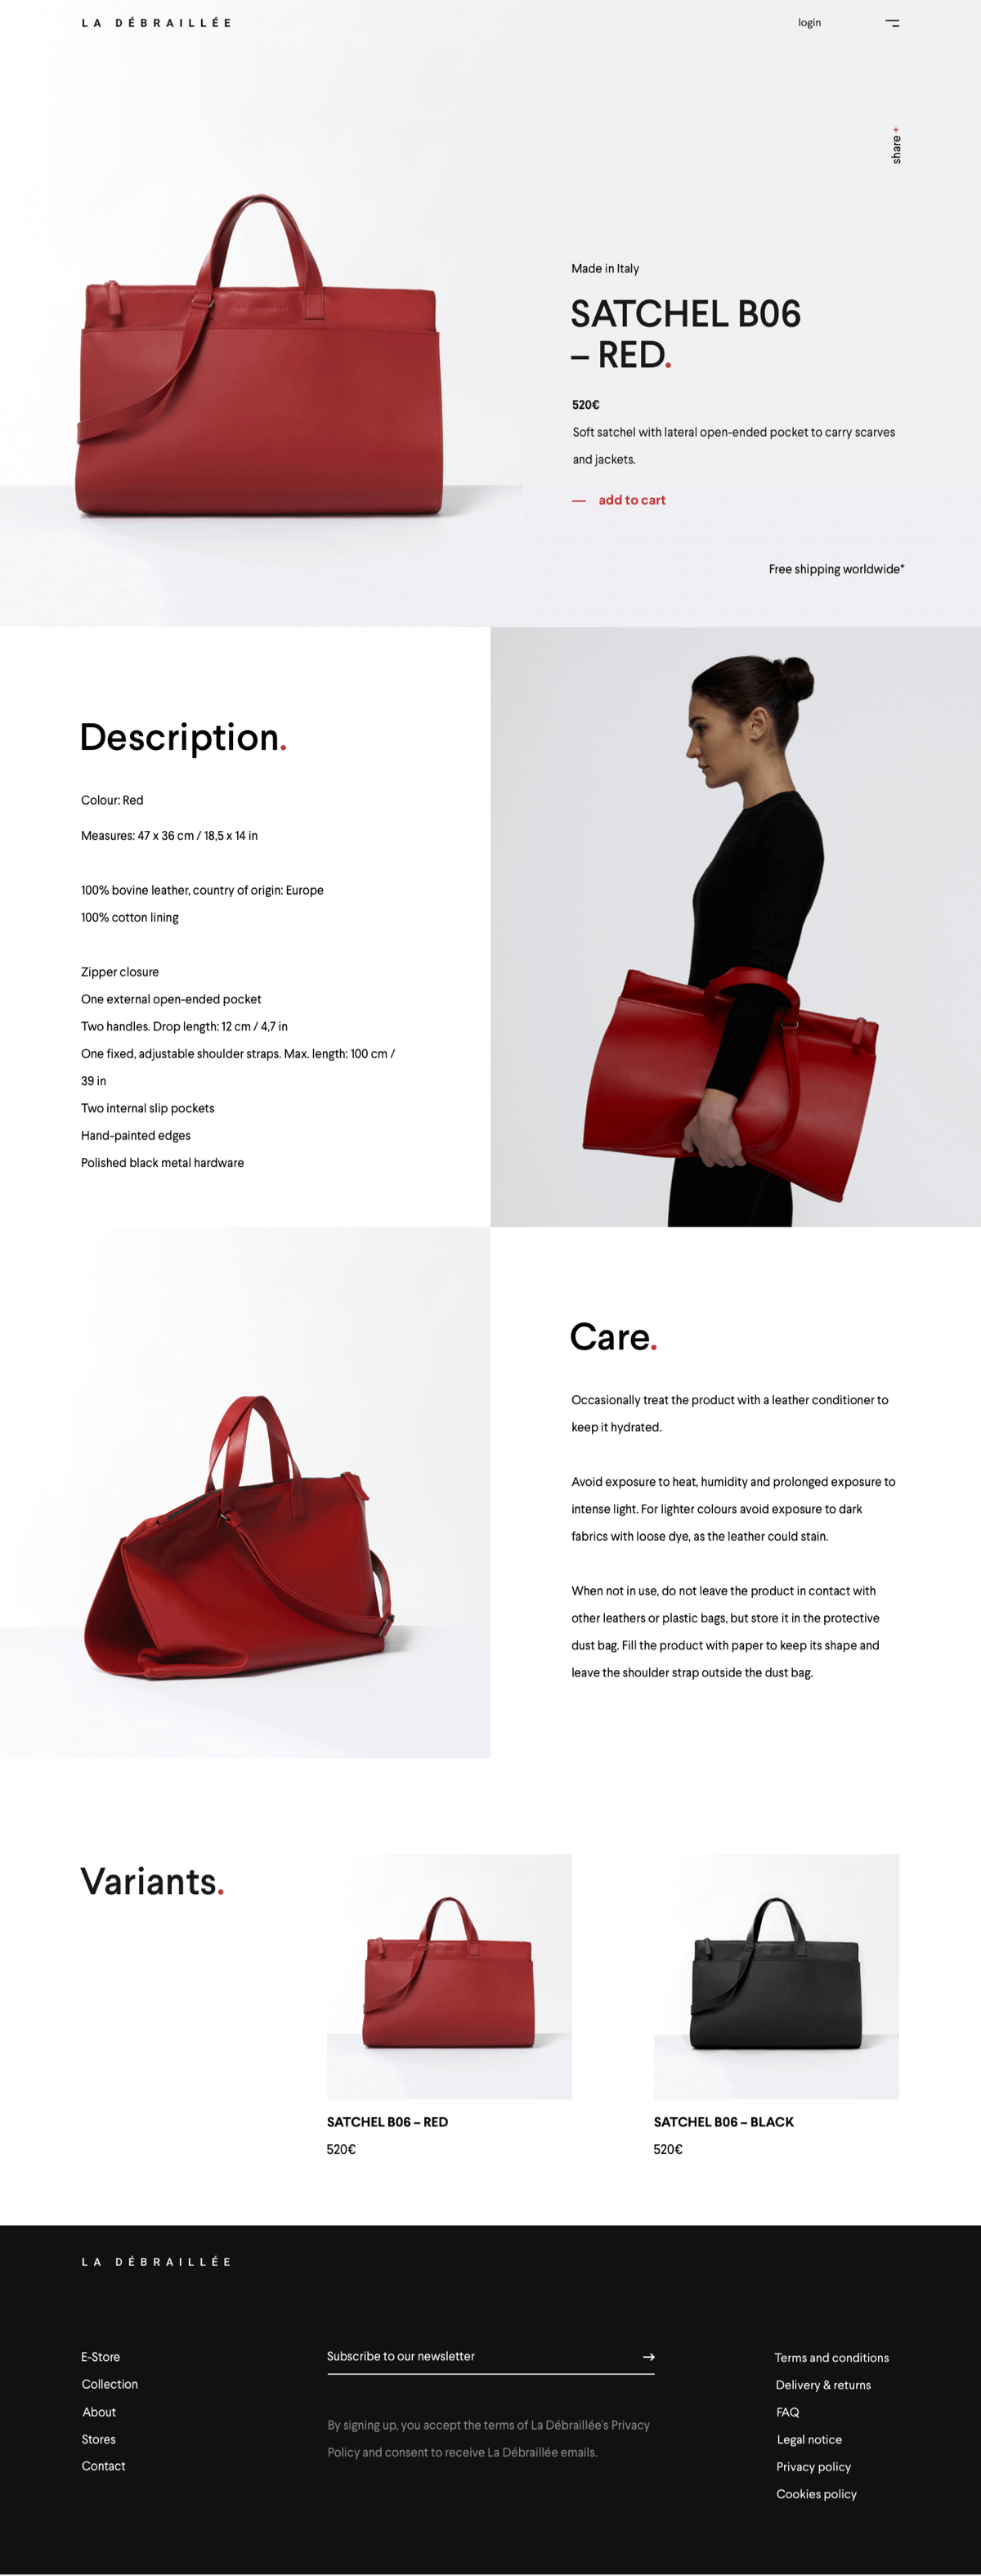 LA DÉBRAILLÉE
login
share +
Made in Italy
SATCHEL B06
– RED.
520€
Soft satchel with lateral open-ended pocket to carry scarves
and jackets.
— add to cart
Free shipping worldwide*
Description.
Colour: Red
Measures: 47 x 36 cm / 18,5 x 14 in
100% bovine leather, country of origin: Europe
100% cotton lining
Zipper closure
One external open-ended pocket
Two handles. Drop length: 12 cm / 4,7 in
One fixed, adjustable shoulder straps. Max. length: 100 cm /
39 in
Two internal slip pockets
Hand-painted edges
Polished black metal hardware
Care.
Occasionally treat the product with a leather conditioner to
keep it hydrated.
Avoid exposure to heat, humidity and prolonged exposure to
intense light. For lighter colours avoid exposure to dark
fabrics with loose dye, as the leather could stain.
When not in use, do not leave the product in contact with
other leathers or plastic bags, but store it in the protective
dust bag. Fill the product with paper to keep its shape and
leave the shoulder strap outside the dust bag.
Variants.
SATCHEL B06 – RED
520€
SATCHEL B06 – BLACK
520€
LA DÉBRAILLÉE
E-Store
Collection
About
Stores
Contact
Subscribe to our newsletter →
By signing up, you accept the terms of La Débraillée's Privacy
Policy and consent to receive La Débraillée emails.
Terms and conditions
Delivery & returns
FAQ
Legal notice
Privacy policy
Cookies policy